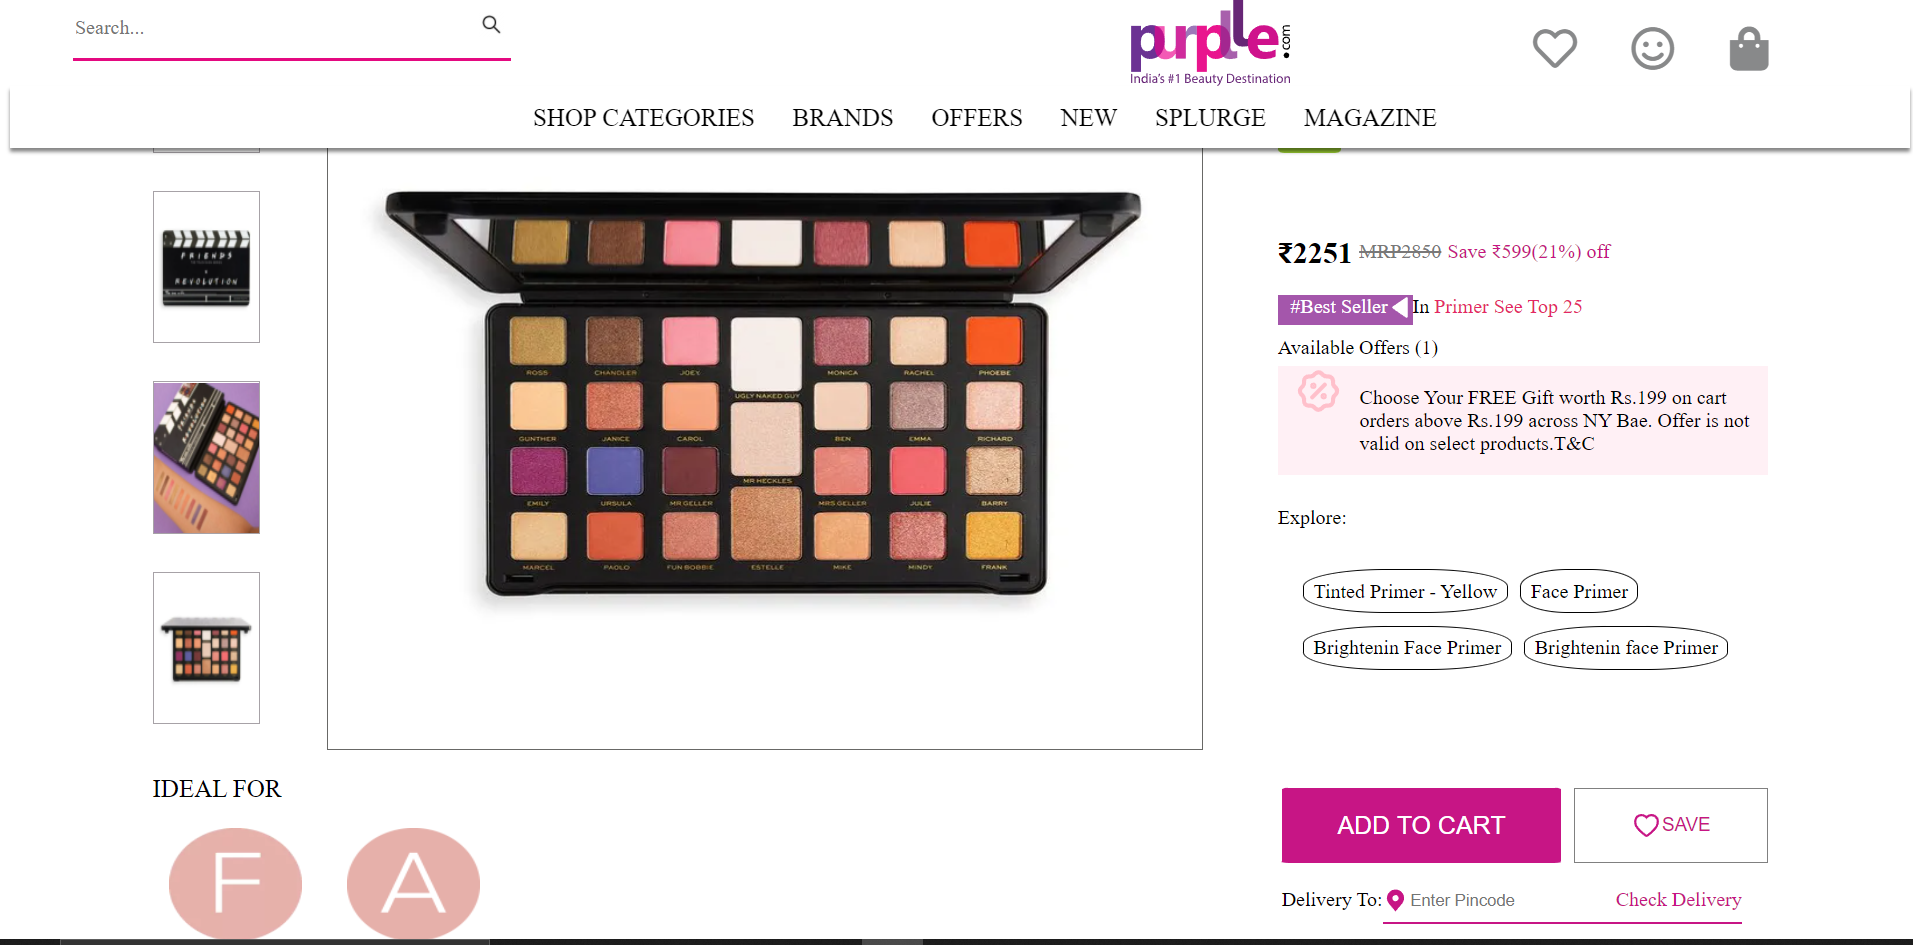 Search...
purplle.com
India's #1 Beauty Destination
SHOP CATEGORIES BRANDS OFFERS NEW SPLURGE MAGAZINE
FRIENDS
X
REVOLUTION
ROSS CHANDLER JOEY MONICA RACHEL PHOEBE
UGLY NAKED GUY
GUNTHER JANICE CAROL BEN EMMA RICHARD
MR HECKLES
EMILY URSULA MR GELLER MRS GELLER JULIE BARRY
MARCEL PAOLO FUN BOBBIE ESTELLE MIKE MINDY FRANK
₹2251 MRP2850 Save ₹599(21%) off
#Best Seller In Primer See Top 25
Available Offers (1)
Choose Your FREE Gift worth Rs.199 on cart
orders above Rs.199 across NY Bae. Offer is not
valid on select products.T&C
Explore:
Tinted Primer - Yellow Face Primer
Brightenin Face Primer Brightenin face Primer
IDEAL FOR
F A
ADD TO CART SAVE
Delivery To: Enter Pincode Check Delivery